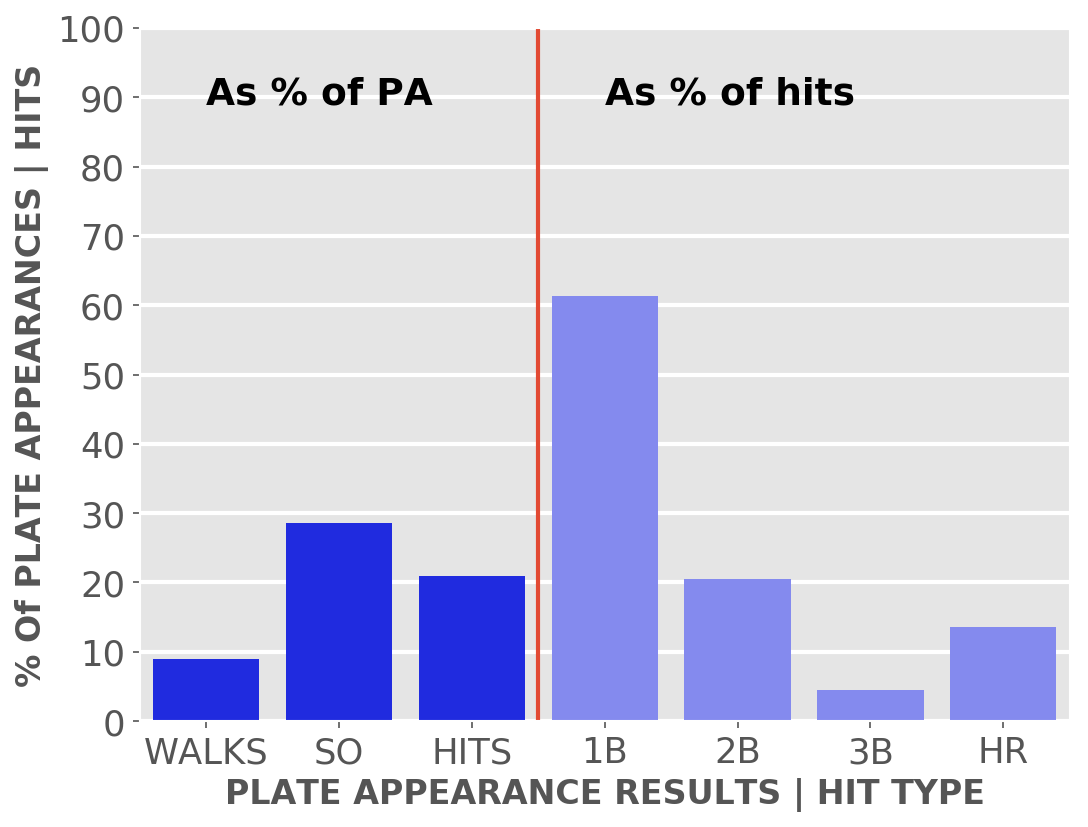 % Of PLATE APPEARANCES | HITS
100
90
80
70
60
50
40
30
20
10
0
As % of PA
As % of hits
WALKS SO HITS 1B 2B 3B HR
PLATE APPEARANCE RESULTS | HIT TYPE